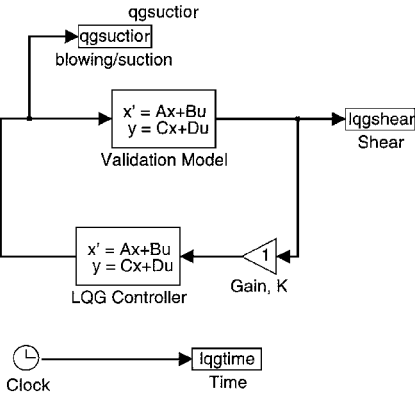 qgsuctior
qgsuctior
blowing/suction
x' = Ax+Bu
y = Cx+Du
Validation Model
lqgshear
Shear
x' = Ax+Bu
y = Cx+Du
LQG Controller
1
Gain, K
Clock
lqgtime
Time